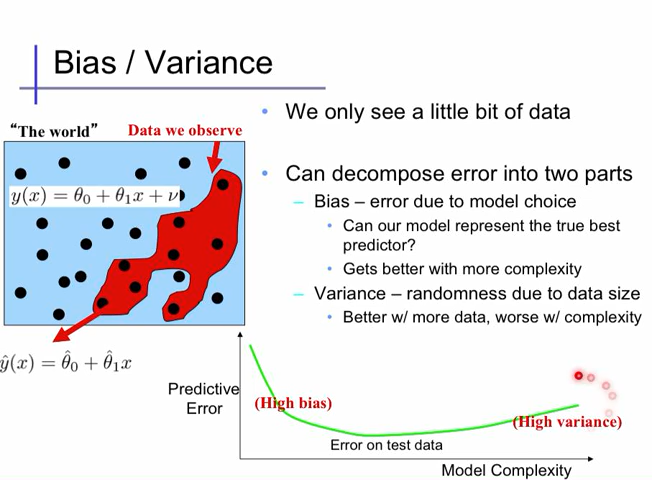 Bias / Variance
“The world”
Data we observe
y(x) = θ₀ + θ₁x + ν
ŷ(x) = θ̂₀ + θ̂₁x
• We only see a little bit of data
• Can decompose error into two parts
– Bias – error due to model choice
• Can our model represent the true best
predictor?
• Gets better with more complexity
– Variance – randomness due to data size
• Better w/ more data, worse w/ complexity
Predictive
Error
(High bias)
(High variance)
Error on test data
Model Complexity